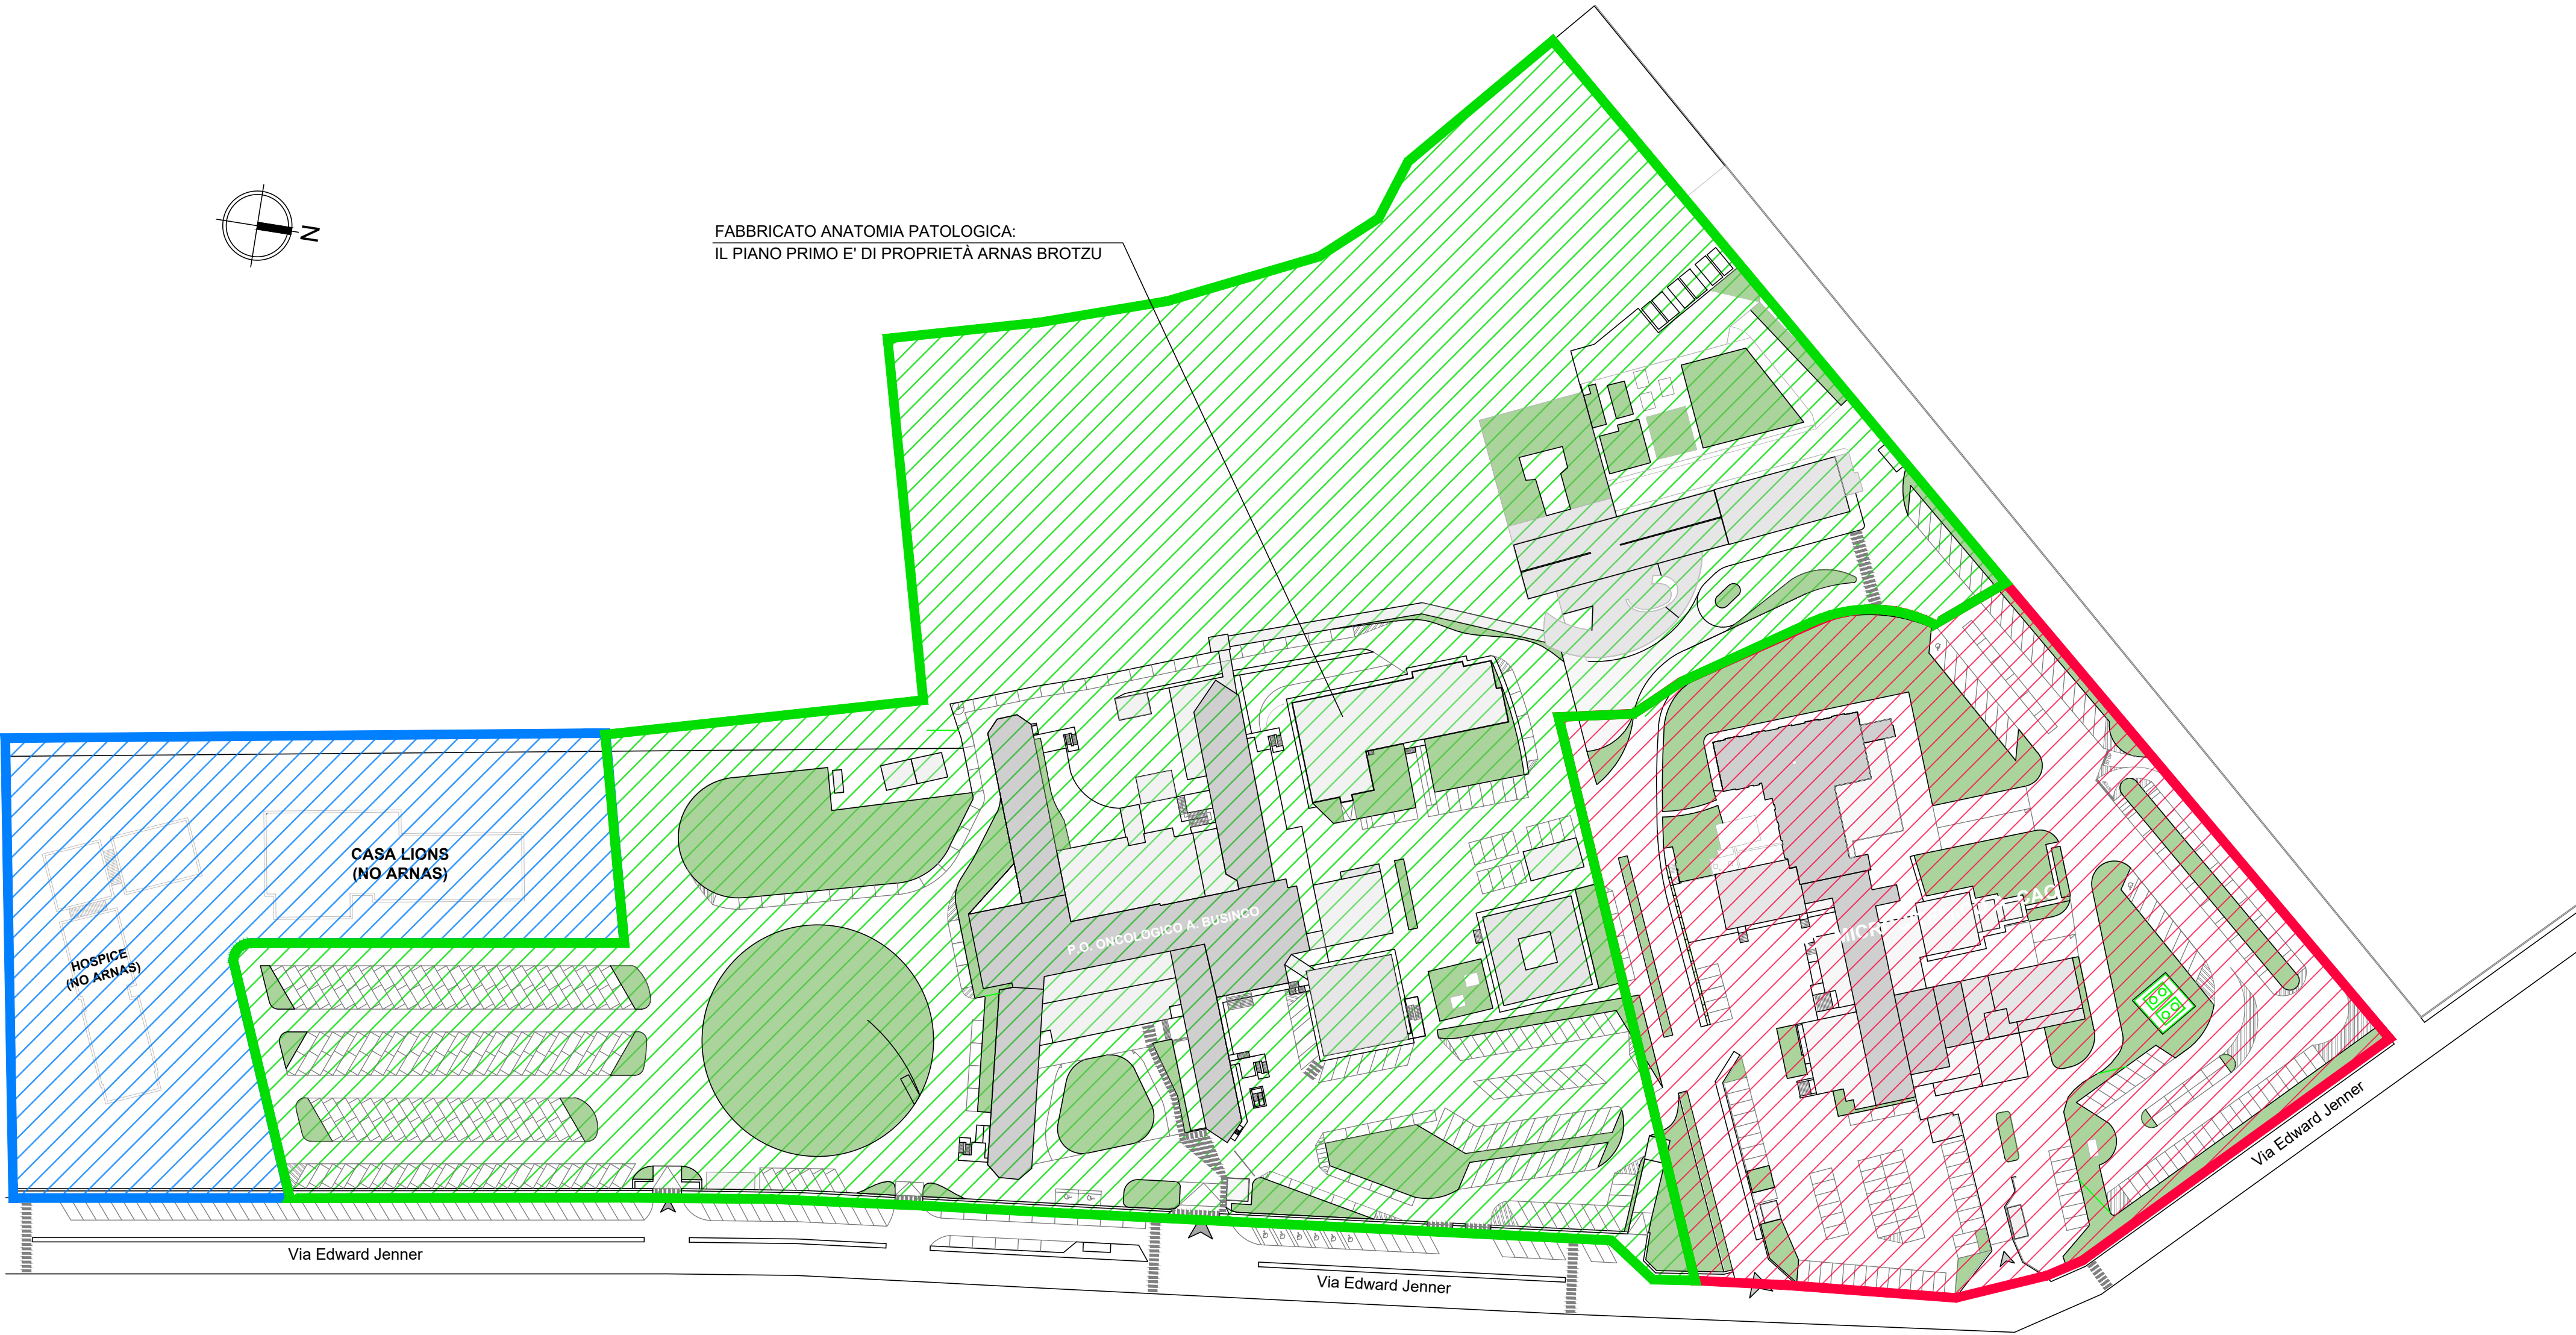 N
FABBRICATO ANATOMIA PATOLOGICA:
IL PIANO PRIMO E' DI PROPRIETÀ ARNAS BROTZU
CASA LIONS
(NO ARNAS)
HOSPICE
(NO ARNAS)
P.O. ONCOLOGICO A. BUSINCO
Via Edward Jenner
Via Edward Jenner
Via Edward Jenner